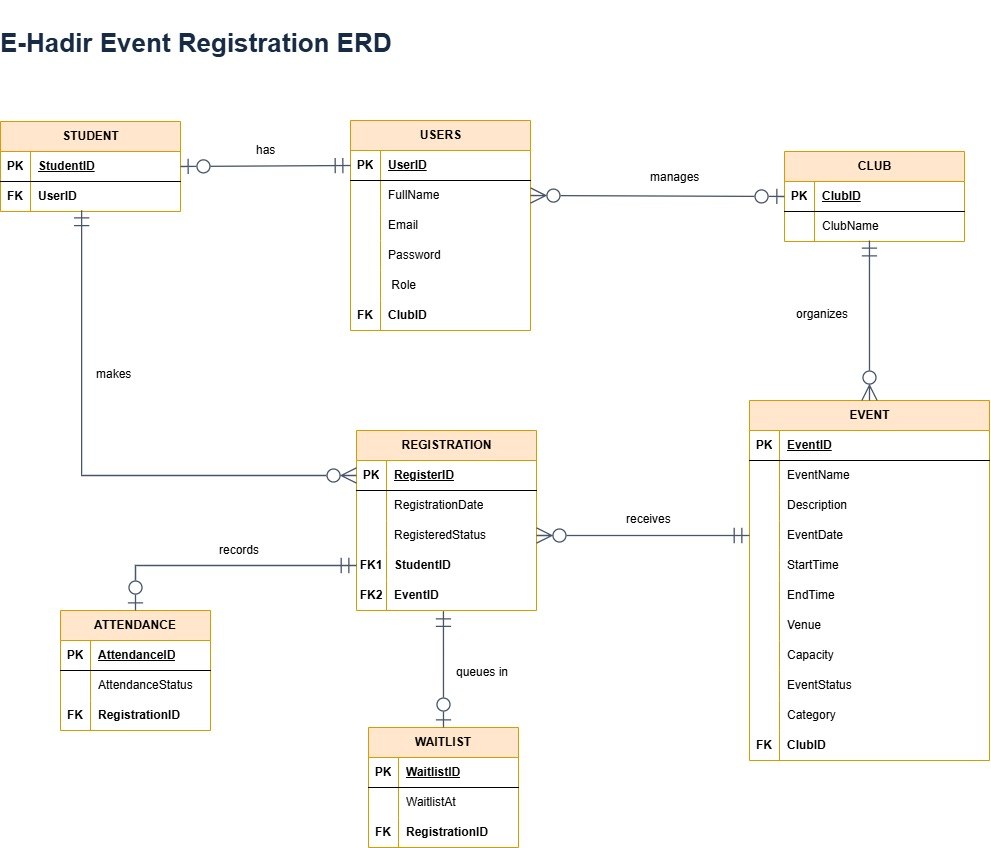 E-Hadir Event Registration ERD
STUDENT
PK StudentID
FK UserID
has
USERS
PK UserID
FullName
Email
Password
Role
FK ClubID
manages
CLUB
PK ClubID
ClubName
organizes
makes
EVENT
PK EventID
EventName
Description
EventDate
StartTime
EndTime
Venue
Capacity
EventStatus
Category
FK ClubID
REGISTRATION
PK RegisterID
RegistrationDate
RegisteredStatus
FK1 StudentID
FK2 EventID
receives
records
ATTENDANCE
PK AttendanceID
AttendanceStatus
FK RegistrationID
queues in
WAITLIST
PK WaitlistID
WaitlistAt
FK RegistrationID